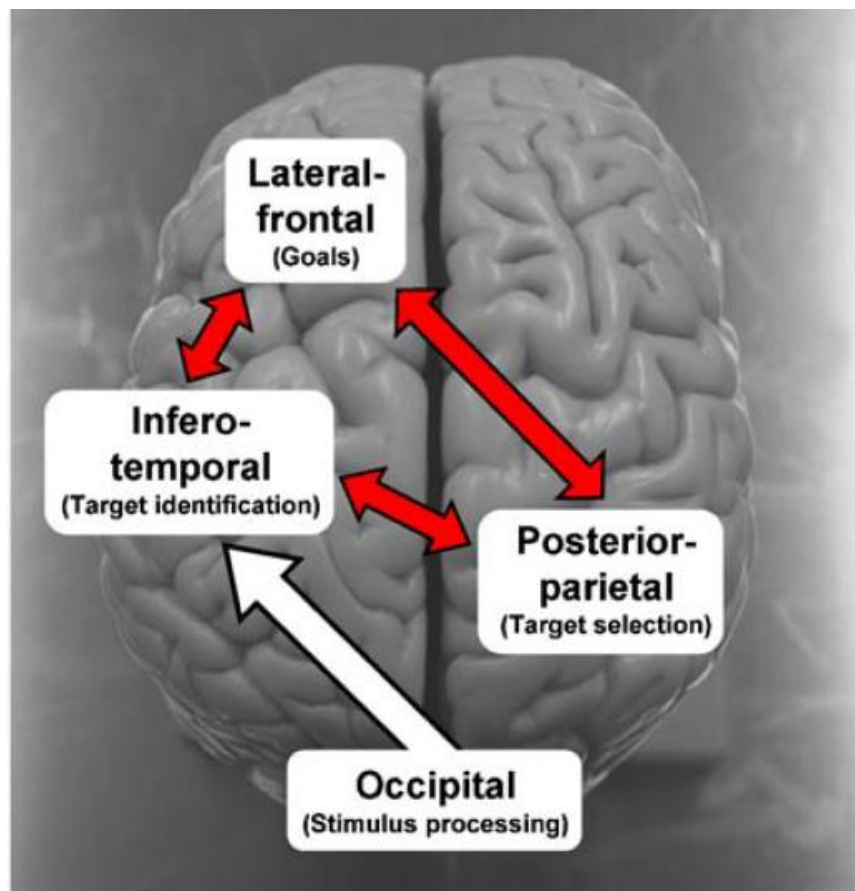 Lateral-
frontal
(Goals)
Infero-
temporal
(Target identification)
Posterior-
parietal
(Target selection)
Occipital
(Stimulus processing)